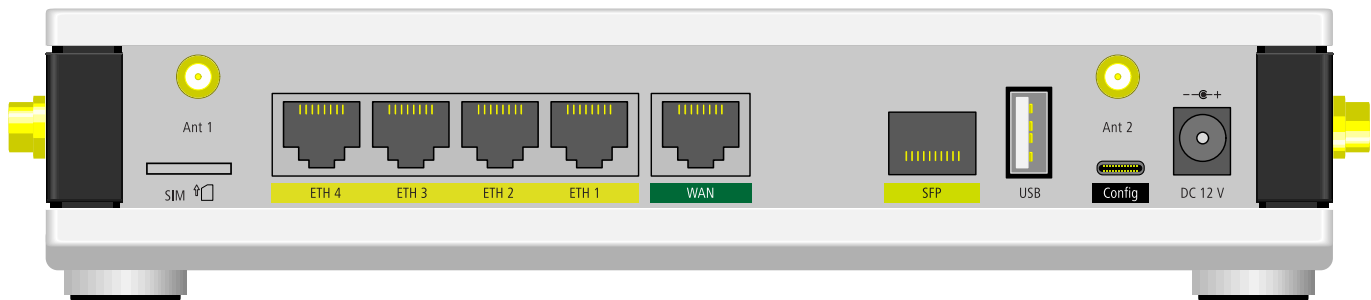 Ant 1
SIM
ETH 4
ETH 3
ETH 2
ETH 1
WAN
SFP
USB
Ant 2
Config
DC 12 V